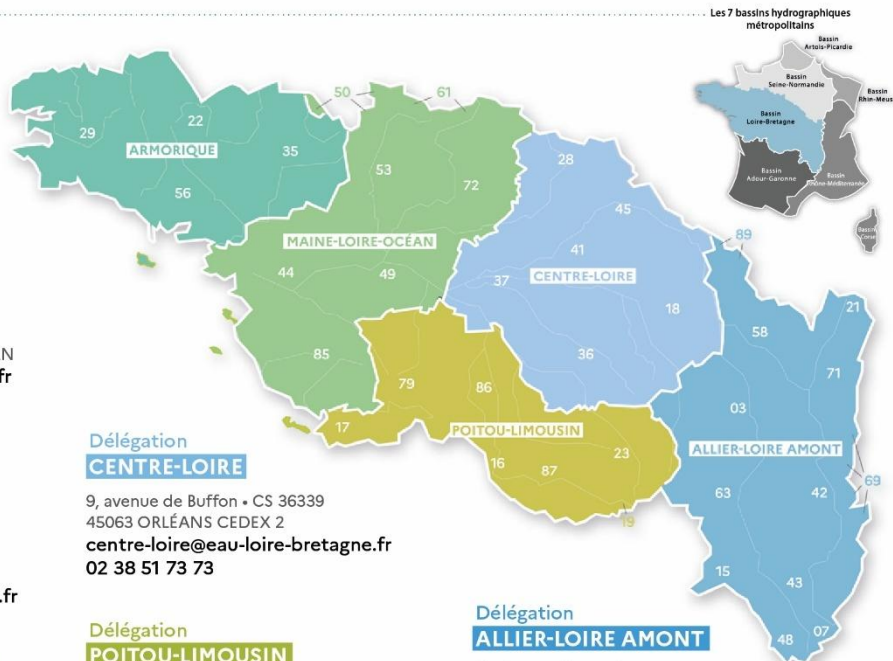 Les 7 bassins hydrographiques
métropolitains
Bassin
Artois-Picardie
Bassin
Seine-Normandie
Bassin
Rhin-Meus
Bassin
Loire-Bretagne
Bassin
Adour-Garonne
Bassin
Rhône-Méditerranée
Bassin
Corse
50
61
29
22
35
ARMORIQUE
56
53
72
28
45
MAINE-LOIRE-OCÉAN
41
89
44
49
37
CENTRE-LOIRE
18
21
58
85
36
71
79
86
03
17
POITOU-LIMOUSIN
23
ALLIER-LOIRE AMONT
16
87
69
63
42
19
15
43
48
07
N
fr
Délégation
CENTRE-LOIRE
9, avenue de Buffon • CS 36339
45063 ORLÉANS CEDEX 2
centre-loire@eau-loire-bretagne.fr
02 38 51 73 73
.fr
Délégation
POITOU-LIMOUSIN
Délégation
ALLIER-LOIRE AMONT